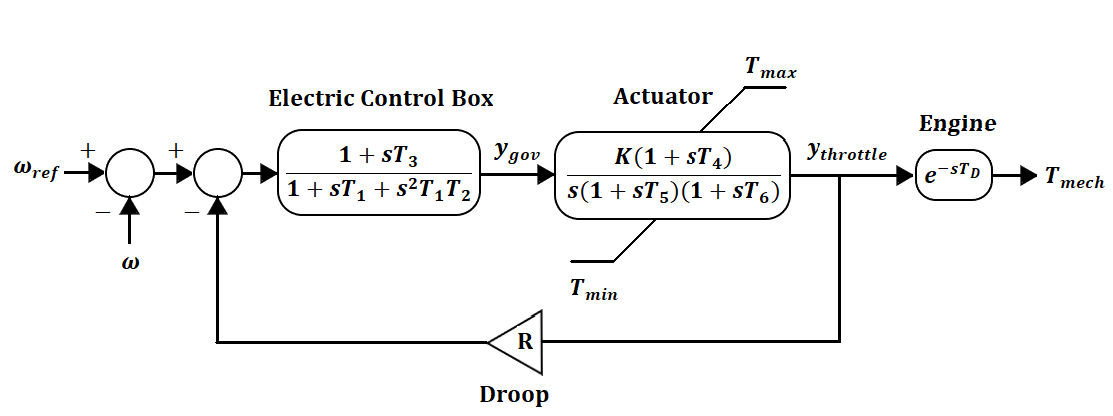 T_max
Electric Control Box
Actuator
Engine
+
+
1 + sT_3
y_gov
K(1 + sT_4)
y_throttle
ω_ref
1 + sT_1 + s^2T_1T_2
s(1 + sT_5)(1 + sT_6)
e^{-sT_D}
T_mech
−
−
ω
T_min
R
Droop